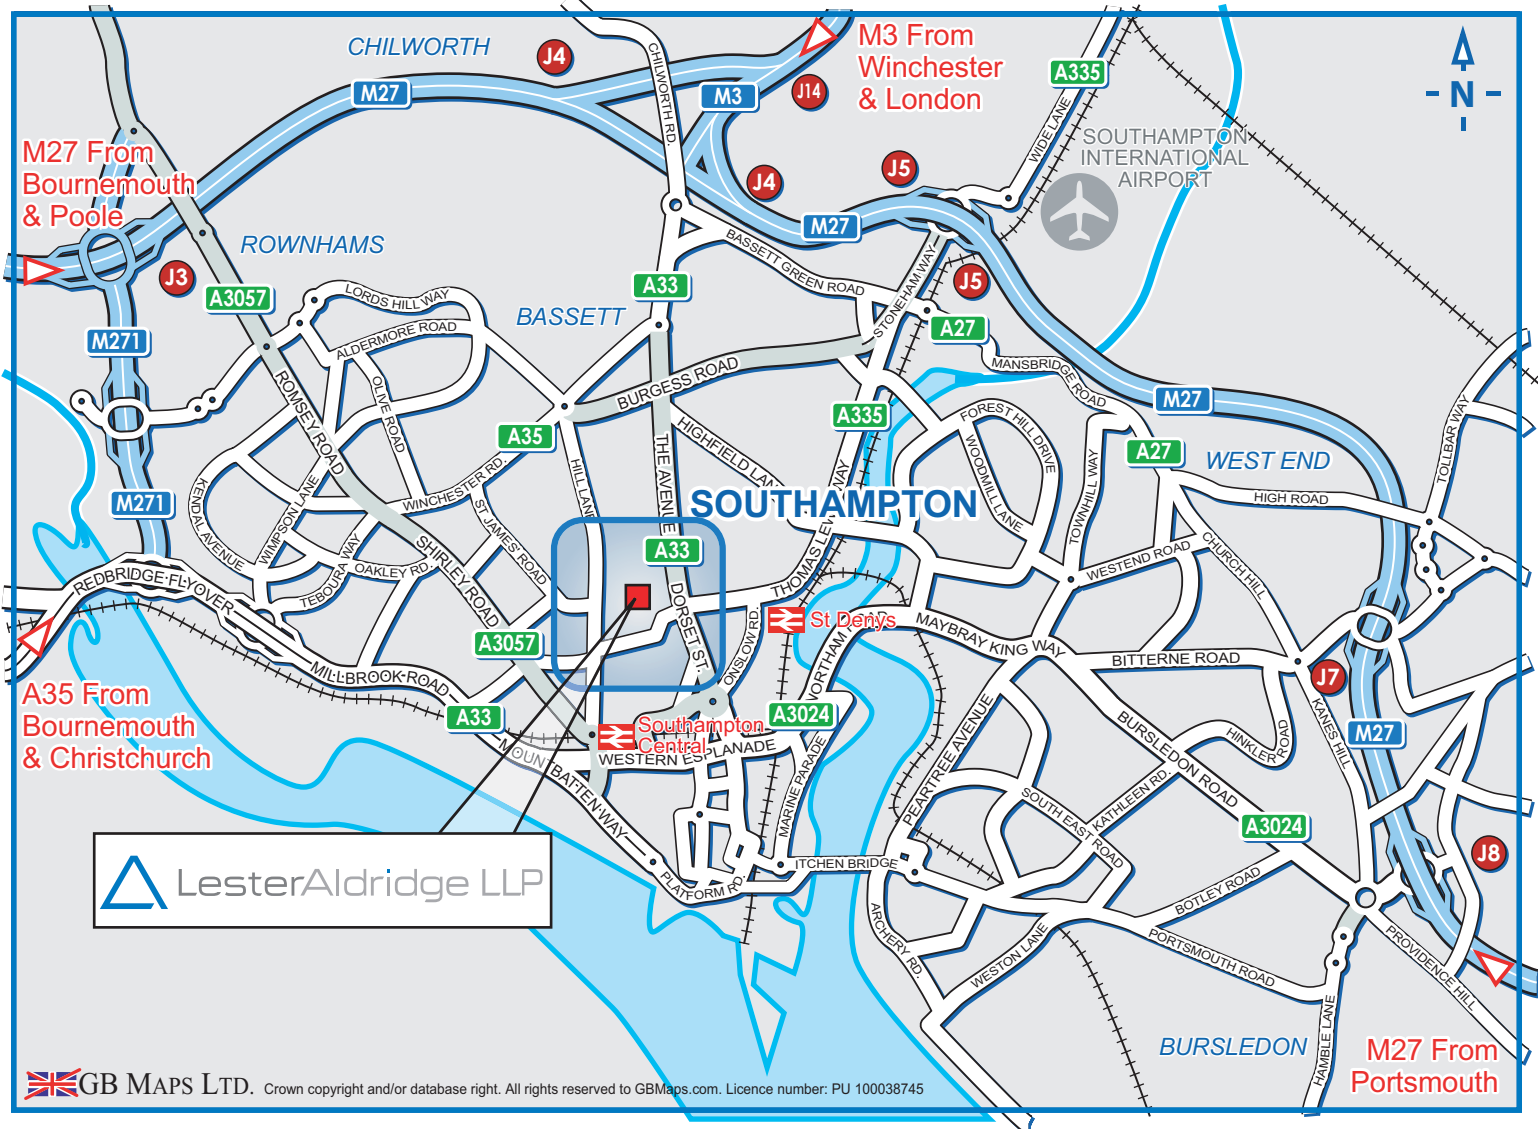 CHILWORTH
J4
M27
CHILWORTH RD.
M3
J14
M3 From
Winchester
& London
A335
WIDE LANE
N
SOUTHAMPTON
INTERNATIONAL
AIRPORT
M27 From
Bournemouth
& Poole
ROWNHAMS
J3
A3057
J4
J5
M27
BASSETT GREEN ROAD
STONEHAM WAY
J5
A33
A27
LORDS HILL WAY
ALDERMORE ROAD
BASSETT
M271
OLIVE ROAD
ROMSEY ROAD
BURGESS ROAD
MANSBRIDGE ROAD
M27
A335
A35
A27
THE AVENUE
HIGHFIELD LAN
HILL LANE
FOREST HILL DRIVE
WOODMILL LANE
TOWNHILL WAY
WEST END
TOLLBAR WAY
HIGH ROAD
M271
KENDAL AVENUE
WIMPSON LANE
WINCHESTER RD.
ST JAMES' ROAD
SOUTHAMPTON
TEBOURA WAY
OAKLEY RD.
SHIRLEY ROAD
A33
THOMAS LEW
WAY
WESTEND ROAD
CHURCH HILL
REDBRIDGE FLYOVER
DORSET ST.
ONSLOW RD.
St Denys
NORTHAM ROAD
MAYBRAY KING WAY
BITTERNE ROAD
A3057
MILLBROOK ROAD
A33
J7
KANES HILL
M27
A35 From
Bournemouth
& Christchurch
MOUNTBATTEN WAY
Southampton
Central
WESTERN ESPLANADE
A3024
MARINE PARADE
PEARTREE AVENUE
BURSLEDON ROAD
HINKLER ROAD
SOUTH EAST ROAD
KATHLEEN RD.
A3024
J8
LesterAldridge LLP
PLATFORM RD.
ITCHEN BRIDGE
ARCHERY RD.
WESTON LANE
BOTLEY ROAD
PORTSMOUTH ROAD
PROVIDENCE HILL
HAMBLE LANE
BURSLEDON
M27 From
Portsmouth
GB MAPS LTD. Crown copyright and/or database right. All rights reserved to GBMaps.com. Licence number: PU 100038745